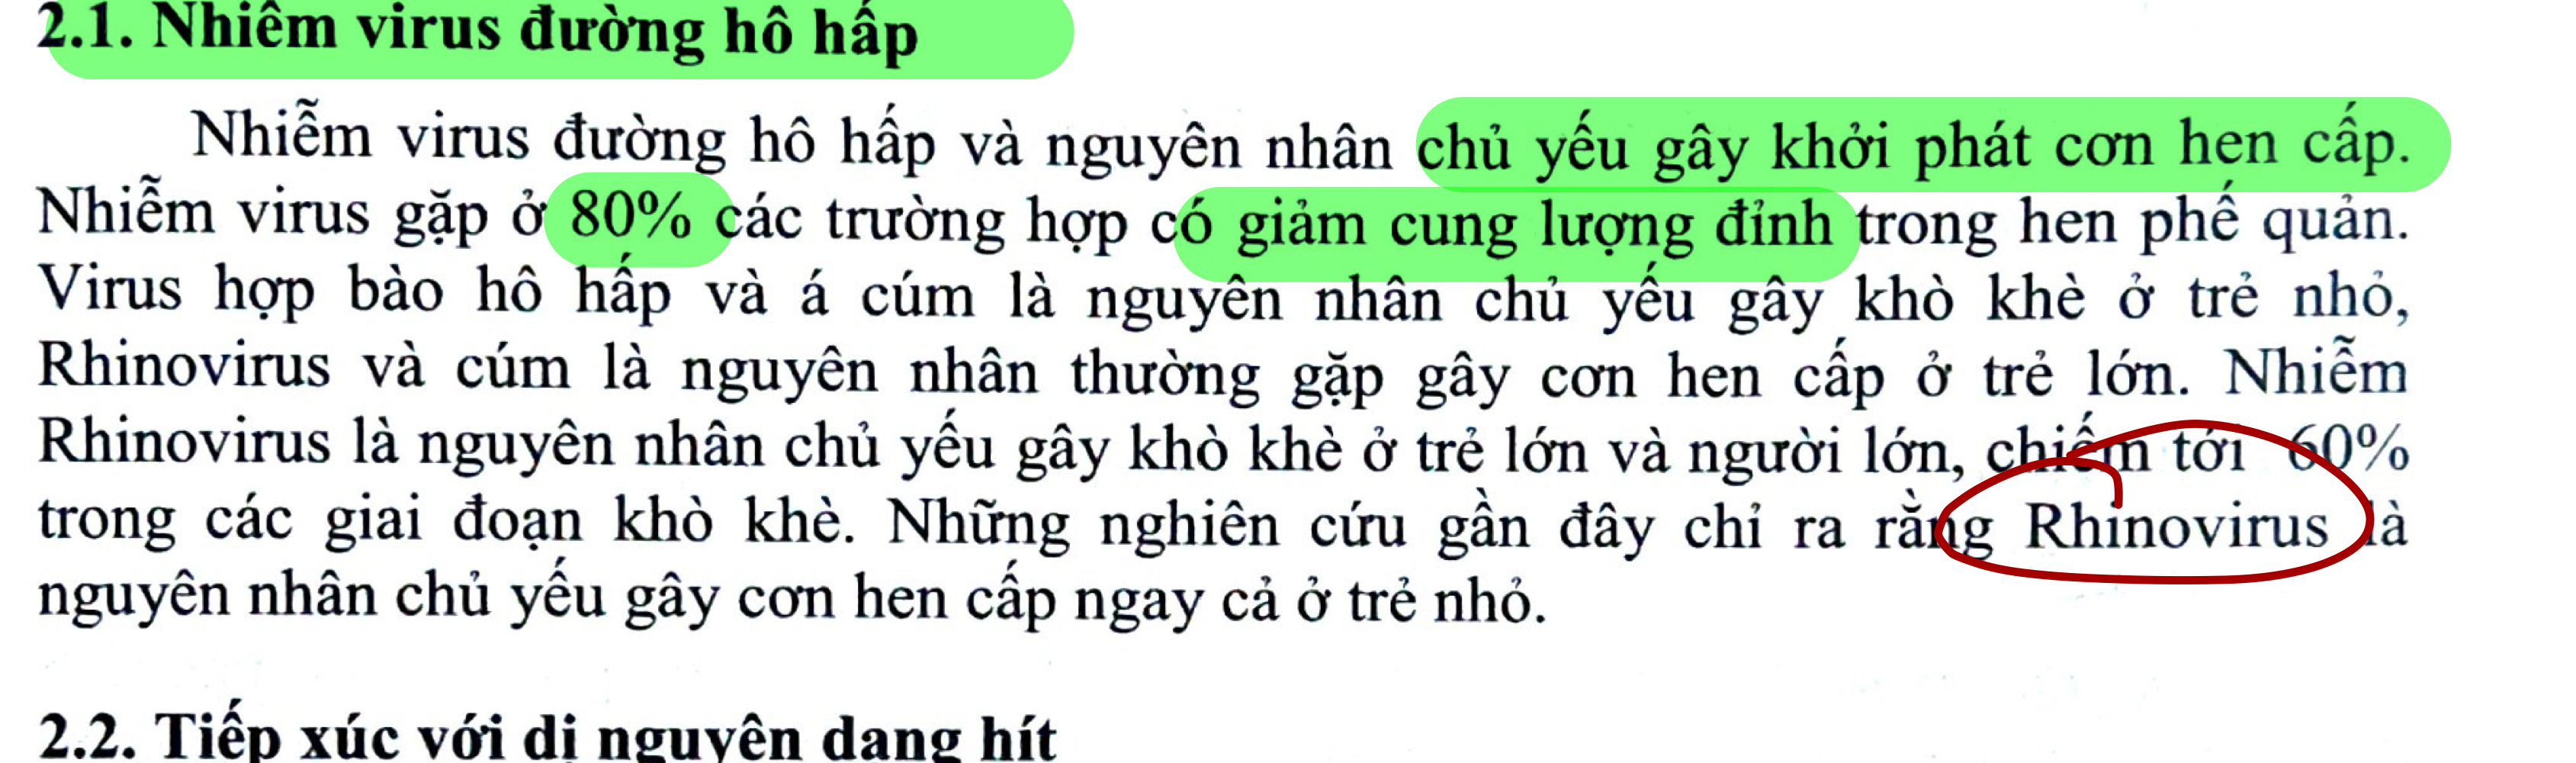 2.1. Nhiễm virus đường hô hấp
Nhiễm virus đường hô hấp và nguyên nhân chủ yếu gây khởi phát cơn hen cấp.
Nhiễm virus gặp ở 80% các trường hợp có giảm cung lượng đỉnh trong hen phế quản.
Virus hợp bào hô hấp và á cúm là nguyên nhân chủ yếu gây khò khè ở trẻ nhỏ,
Rhinovirus và cúm là nguyên nhân thường gặp gây cơn hen cấp ở trẻ lớn. Nhiễm
Rhinovirus là nguyên nhân chủ yếu gây khò khè ở trẻ lớn và người lớn, chiếm tới 60%
trong các giai đoạn khò khè. Những nghiên cứu gần đây chỉ ra rằng Rhinovirus là
nguyên nhân chủ yếu gây cơn hen cấp ngay cả ở trẻ nhỏ.
2.2. Tiếp xúc với dị nguyên dạng hít